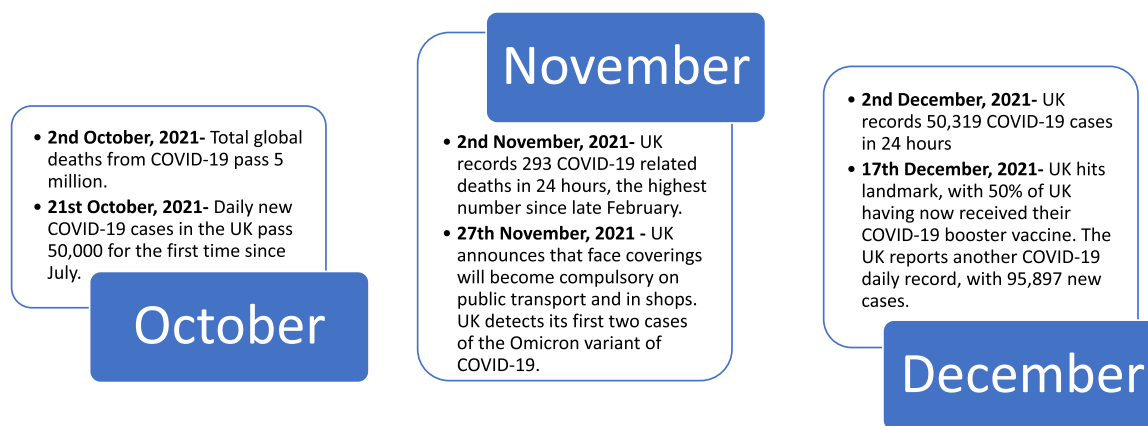 • 2nd October, 2021- Total global
deaths from COVID-19 pass 5
million.
• 21st October, 2021- Daily new
COVID-19 cases in the UK pass
50,000 for the first time since
July.
October
November
• 2nd November, 2021- UK
records 293 COVID-19 related
deaths in 24 hours, the highest
number since late February.
• 27th November, 2021 - UK
announces that face coverings
will become compulsory on
public transport and in shops.
UK detects its first two cases
of the Omicron variant of
COVID-19.
• 2nd December, 2021- UK
records 50,319 COVID-19 cases
in 24 hours
• 17th December, 2021- UK hits
landmark, with 50% of UK
having now received their
COVID-19 booster vaccine. The
UK reports another COVID-19
daily record, with 95,897 new
cases.
December